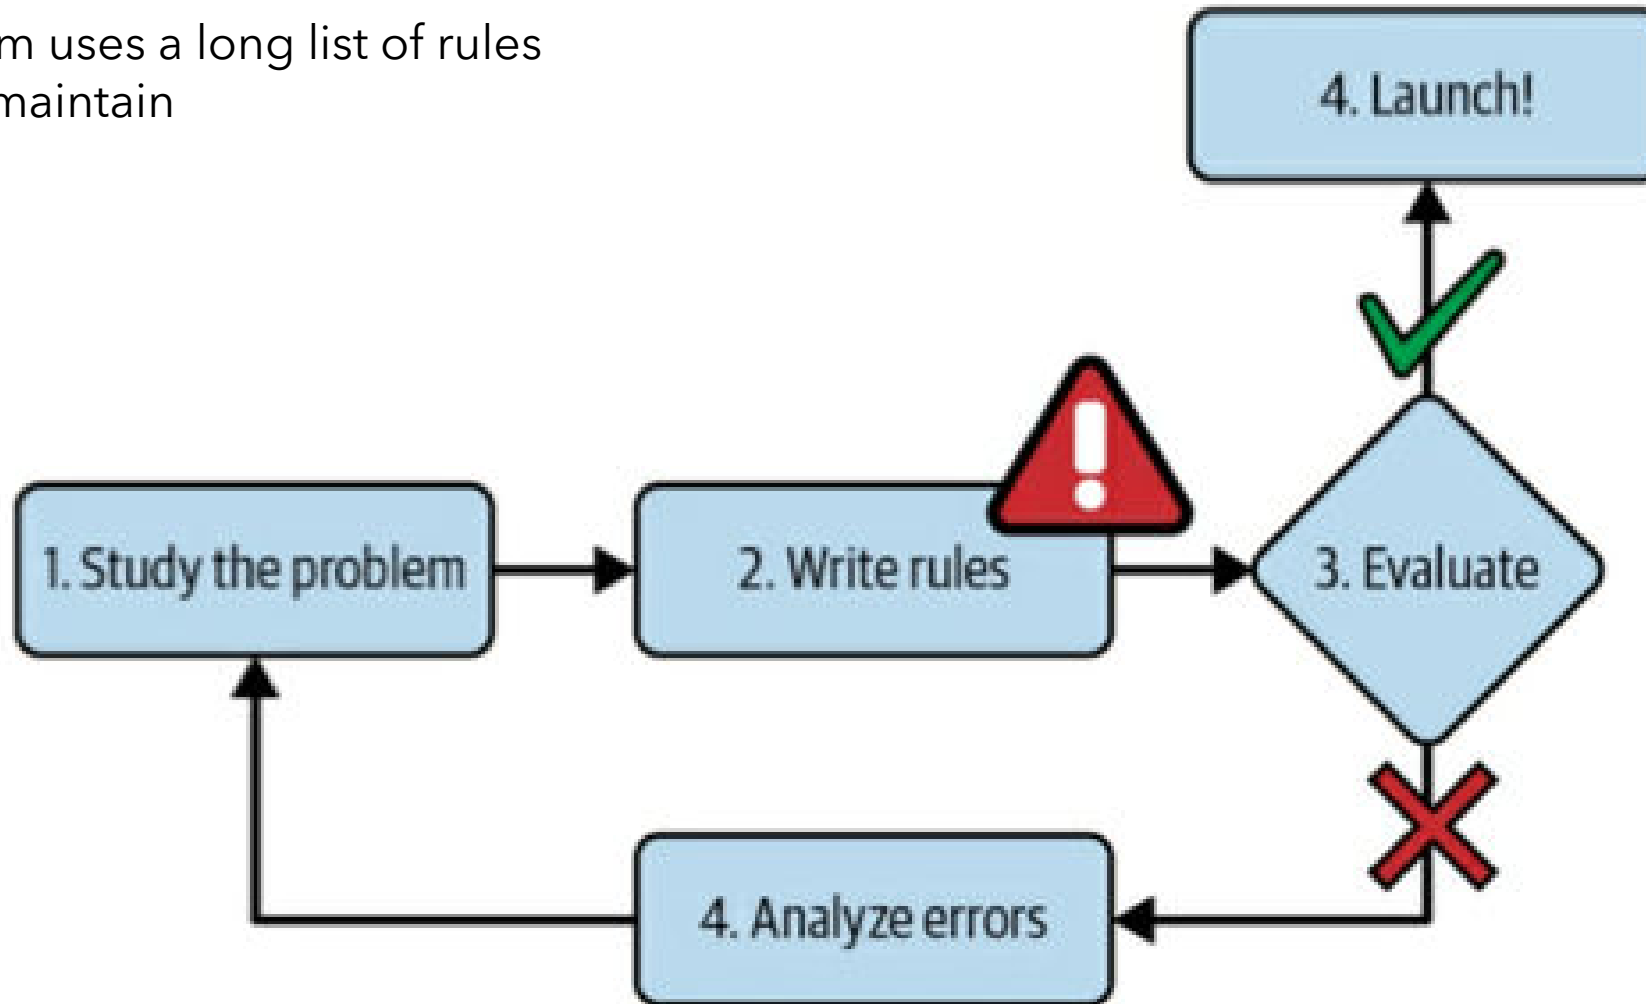 m uses a long list of rules
maintain
4. Launch!
1. Study the problem
2. Write rules
3. Evaluate
4. Analyze errors